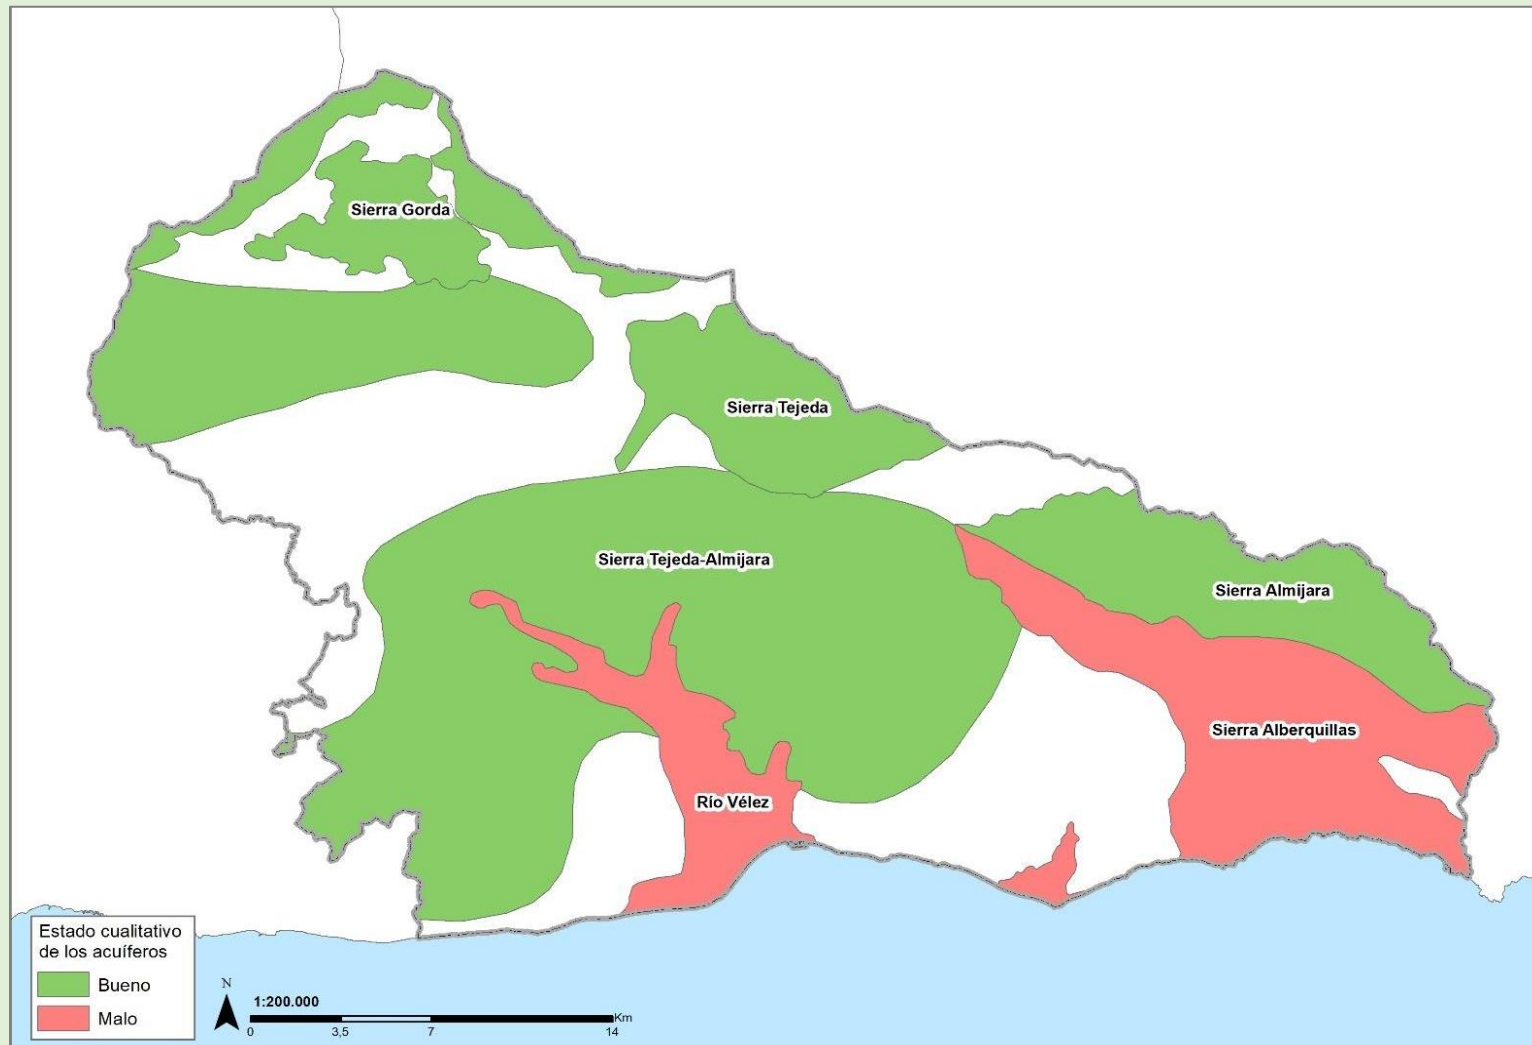 Sierra Gorda
Sierra Tejeda
Sierra Tejeda-Almijara
Sierra Almijara
Sierra Alberquillas
Río Vélez
Estado cualitativo
de los acuíferos
Bueno
Malo
N
1:200.000
Km
0 3,5 7 14